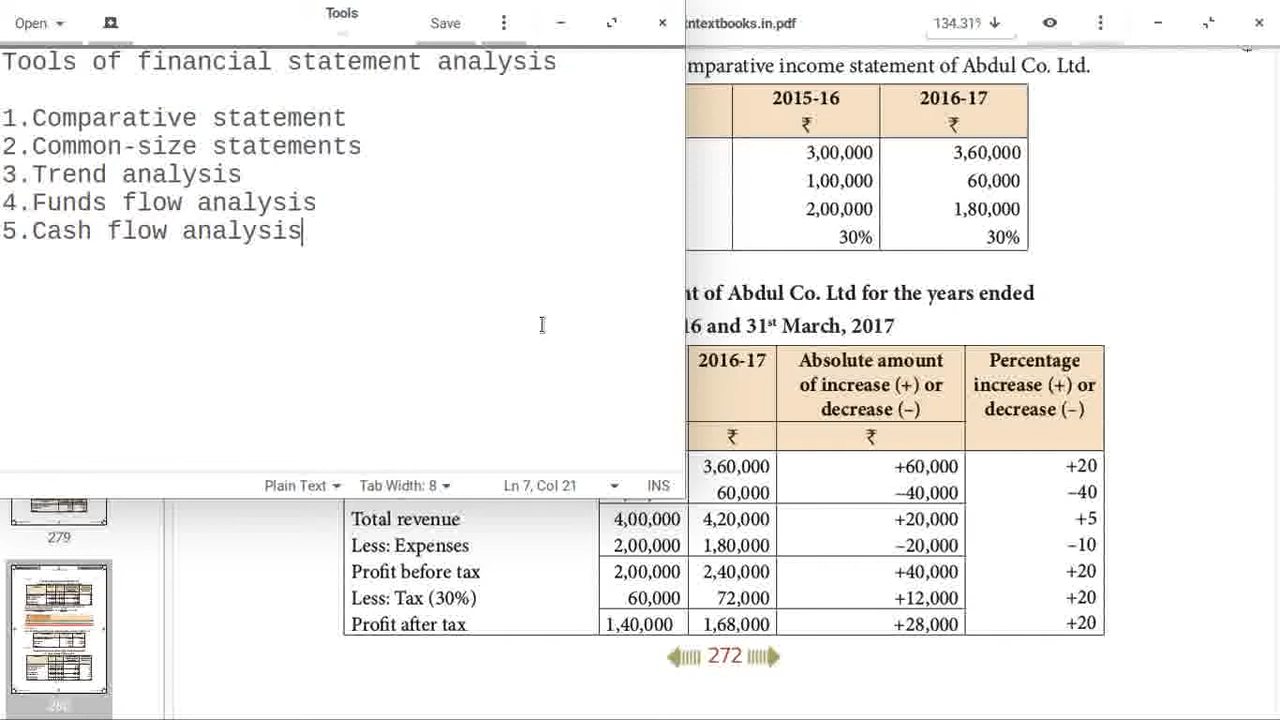 Open
Tools
Save
Tools of financial statement analysis
1.Comparative statement
2.Common-size statements
3.Trend analysis
4.Funds flow analysis
5.Cash flow analysis
Plain Text
Tab Width: 8
Ln 7, Col 21
INS
ntextbooks.in.pdf
134.31%
mparative income statement of Abdul Co. Ltd.
2015-16 2016-17
₹ ₹
3,00,000 3,60,000
1,00,000 60,000
2,00,000 1,80,000
30% 30%
nt of Abdul Co. Ltd for the years ended
16 and 31st March, 2017
2016-17 Absolute amount of increase (+) or decrease (–) Percentage increase (+) or decrease (–)
₹ ₹
3,60,000 +60,000 +20
60,000 –40,000 –40
Total revenue 4,00,000 4,20,000 +20,000 +5
Less: Expenses 2,00,000 1,80,000 –20,000 –10
Profit before tax 2,00,000 2,40,000 +40,000 +20
Less: Tax (30%) 60,000 72,000 +12,000 +20
Profit after tax 1,40,000 1,68,000 +28,000 +20
272
279